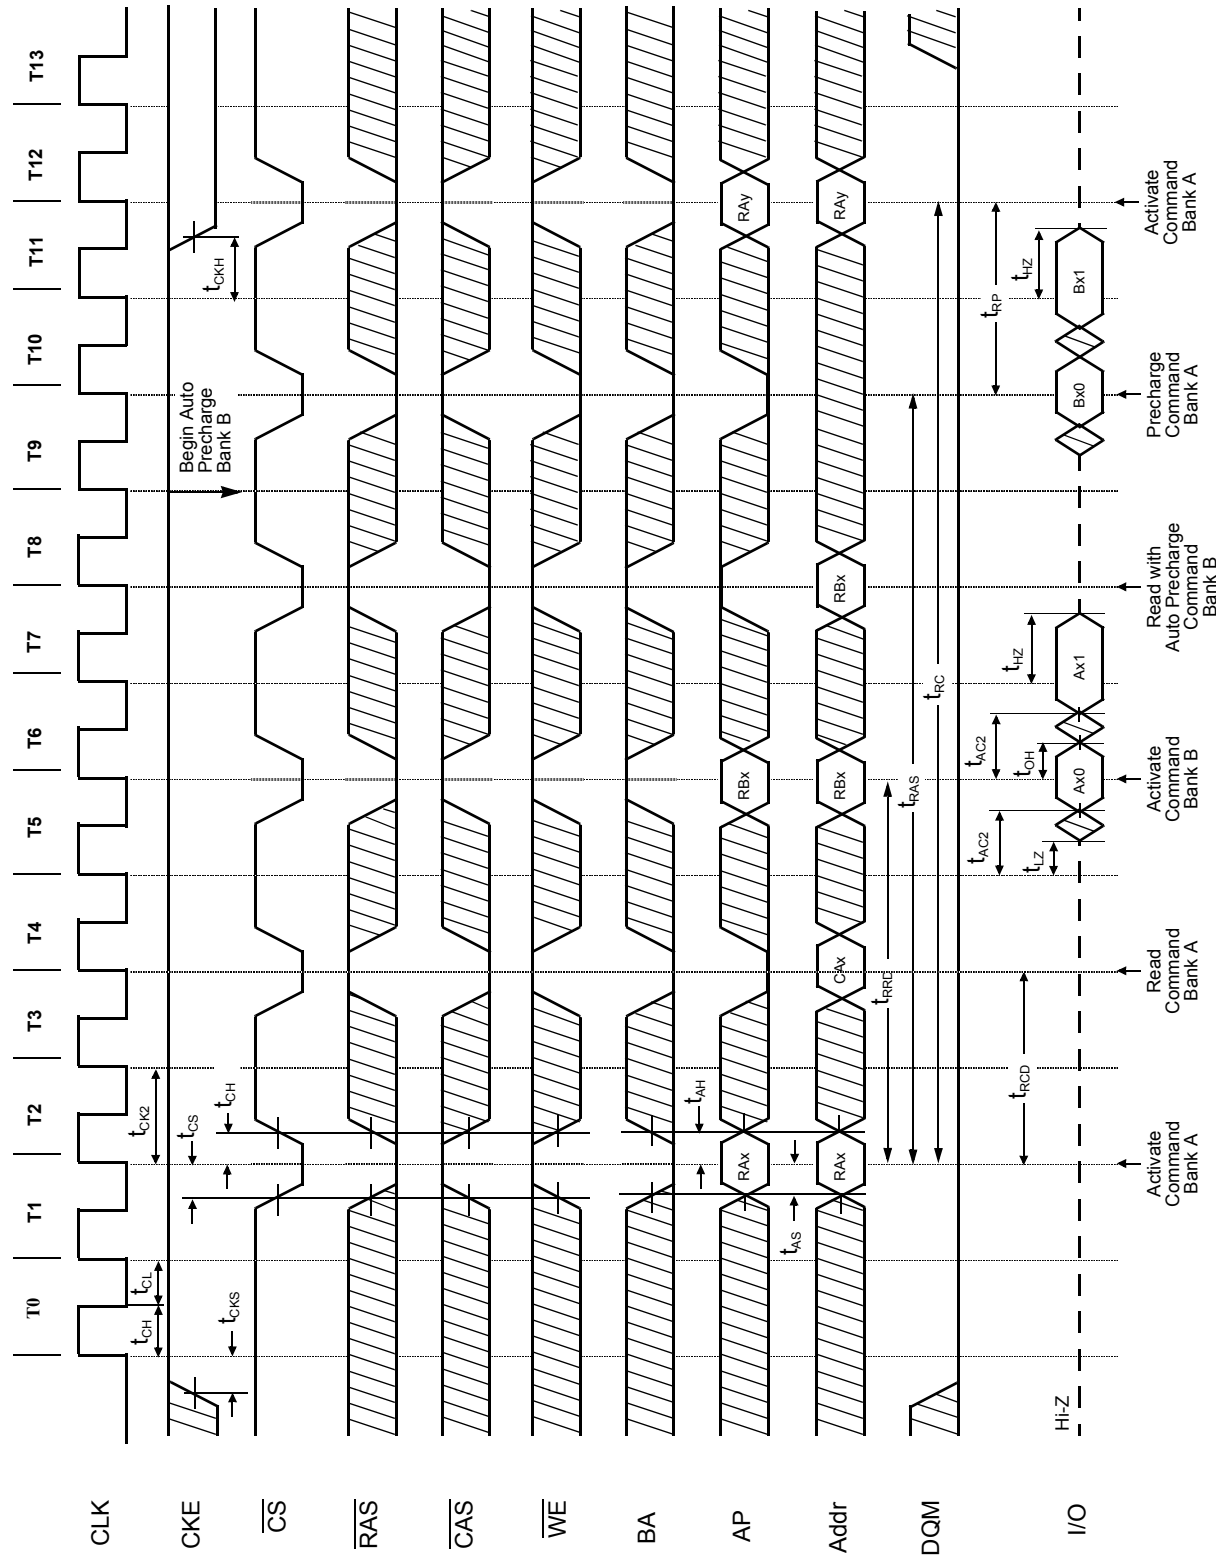 T0 T1 T2 T3 T4 T5 T6 T7 T8 T9 T10 T11 T12 T13
CLK
tCH tCL
tCK2
CKE
tCKS
tCS
tCH
Begin Auto
Precharge
Bank B
tCKH
CS
RAS
CAS
WE
BA
tAH
AP
RAx RBx RAy
tAS
Addr
RAx CAx RBx RBx RAy
tRRD
tRAS
tRC
DQM
tRCD
tAC2
tLZ
tAC2
tOH
tHZ
tRP
tHZ
I/O
Hi-Z
Ax0 Ax1 Bx0 Bx1
Activate
Command
Bank A
Read
Command
Bank A
Activate
Command
Bank B
Read with
Auto Precharge
Command
Bank B
Precharge
Command
Bank A
Activate
Command
Bank A